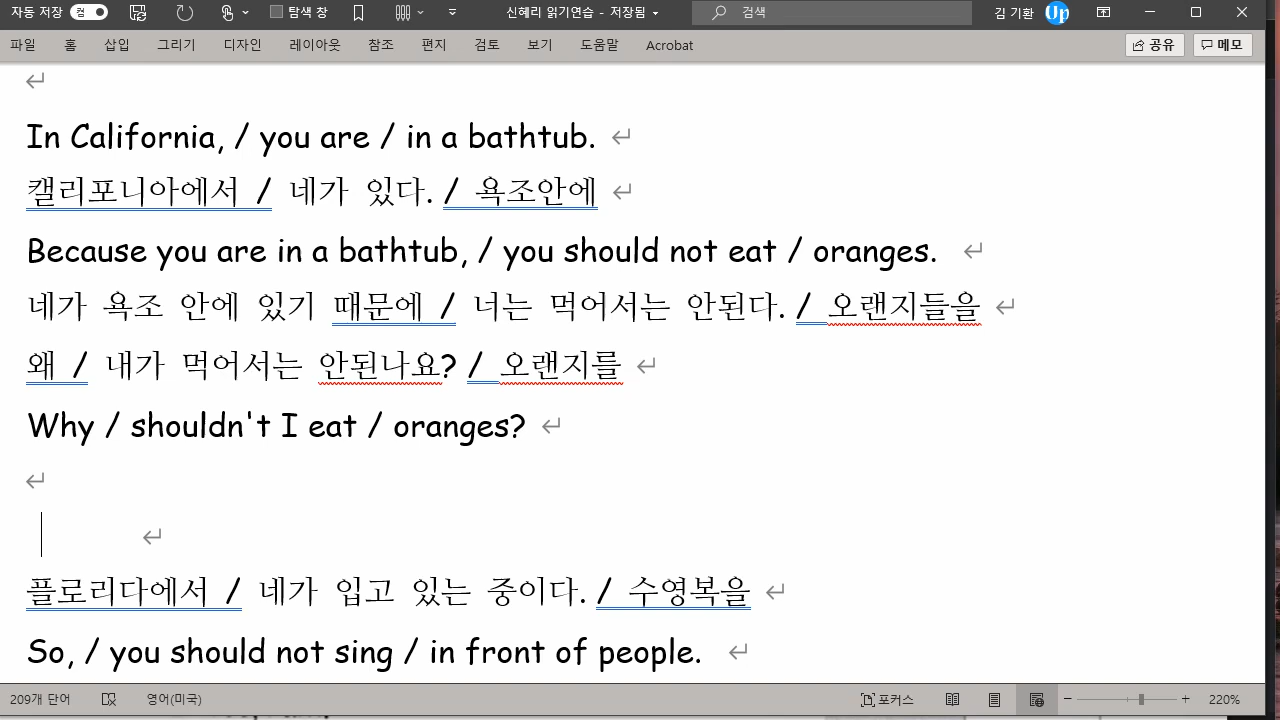 자동 저장 켬 탐색 창 신혜리 읽기연습 - 저장됨 검색 김 기환 Up
파일 홈 삽입 그리기 디자인 레이아웃 참조 편지 검토 보기 도움말 Acrobat 공유 메모
In California, / you are / in a bathtub.
캘리포니아에서 / 네가 있다. / 욕조안에
Because you are in a bathtub, / you should not eat / oranges.
네가 욕조 안에 있기 때문에 / 너는 먹어서는 안된다. / 오랜지들을
왜 / 내가 먹어서는 안된나요? / 오랜지를
Why / shouldn't I eat / oranges?
플로리다에서 / 네가 입고 있는 중이다. / 수영복을
So, / you should not sing / in front of people.
209개 단어 영어(미국) 포커스 220%